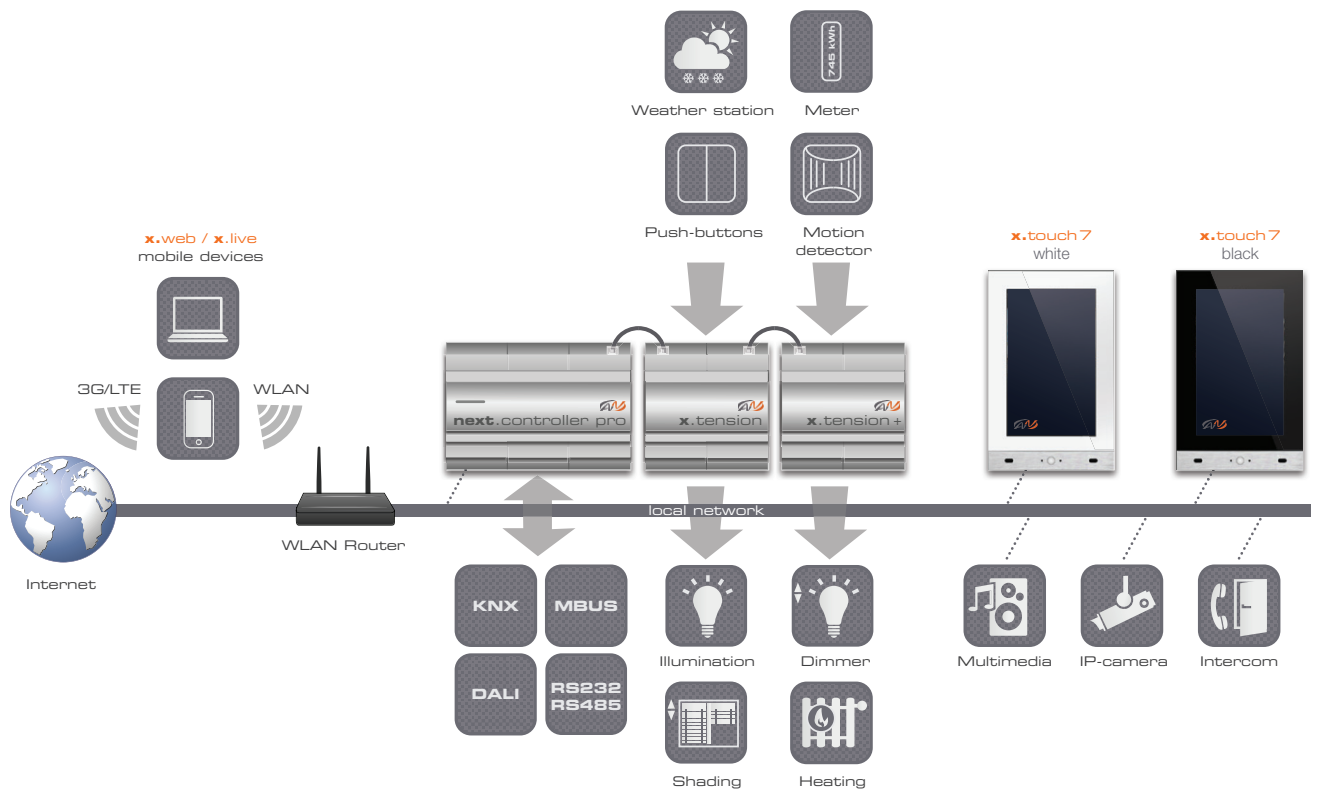 745 kWh
Weather station
Meter
Push-buttons
Motion
detector
x.web / x.live
mobile devices
3G/LTE
WLAN
x.touch 7
white
x.touch 7
black
next.controller pro
x.tension
x.tension+
local network
WLAN Router
Internet
KNX
MBUS
DALI
RS232
RS485
Illumination
Dimmer
Shading
Heating
Multimedia
IP-camera
Intercom